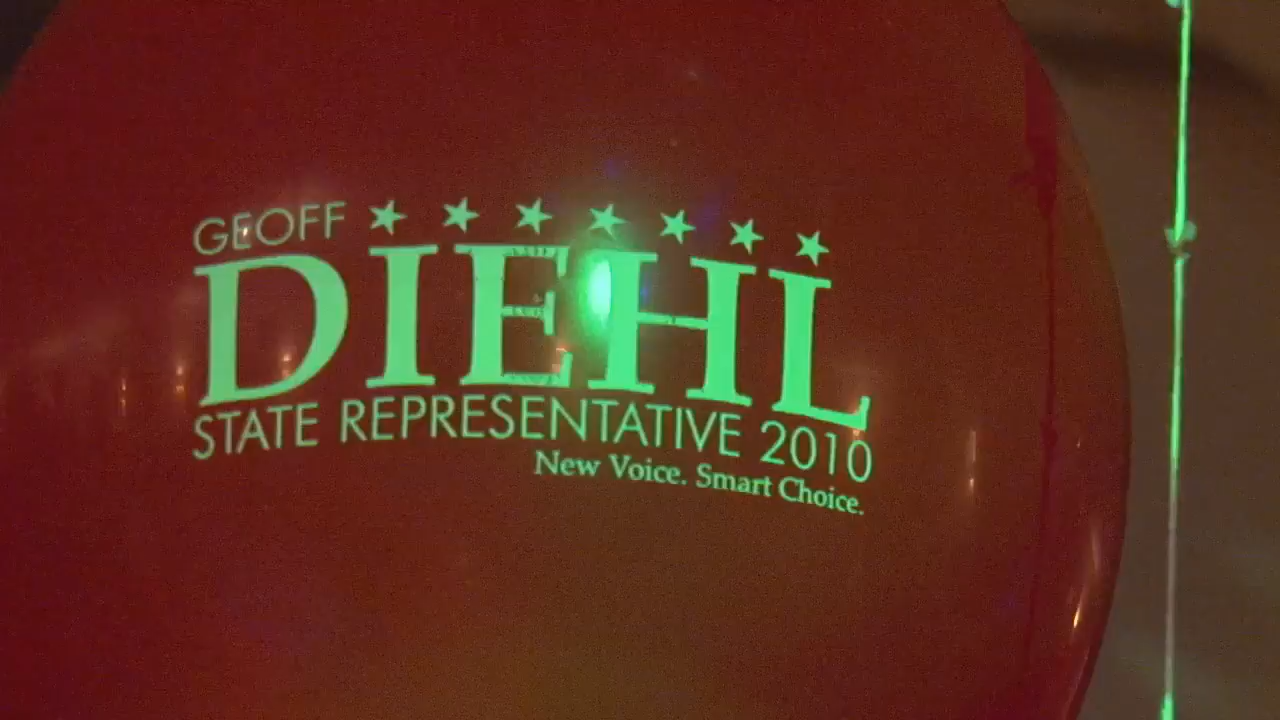 GEOFF
DIEHL
STATE REPRESENTATIVE 2010
New Voice. Smart Choice.